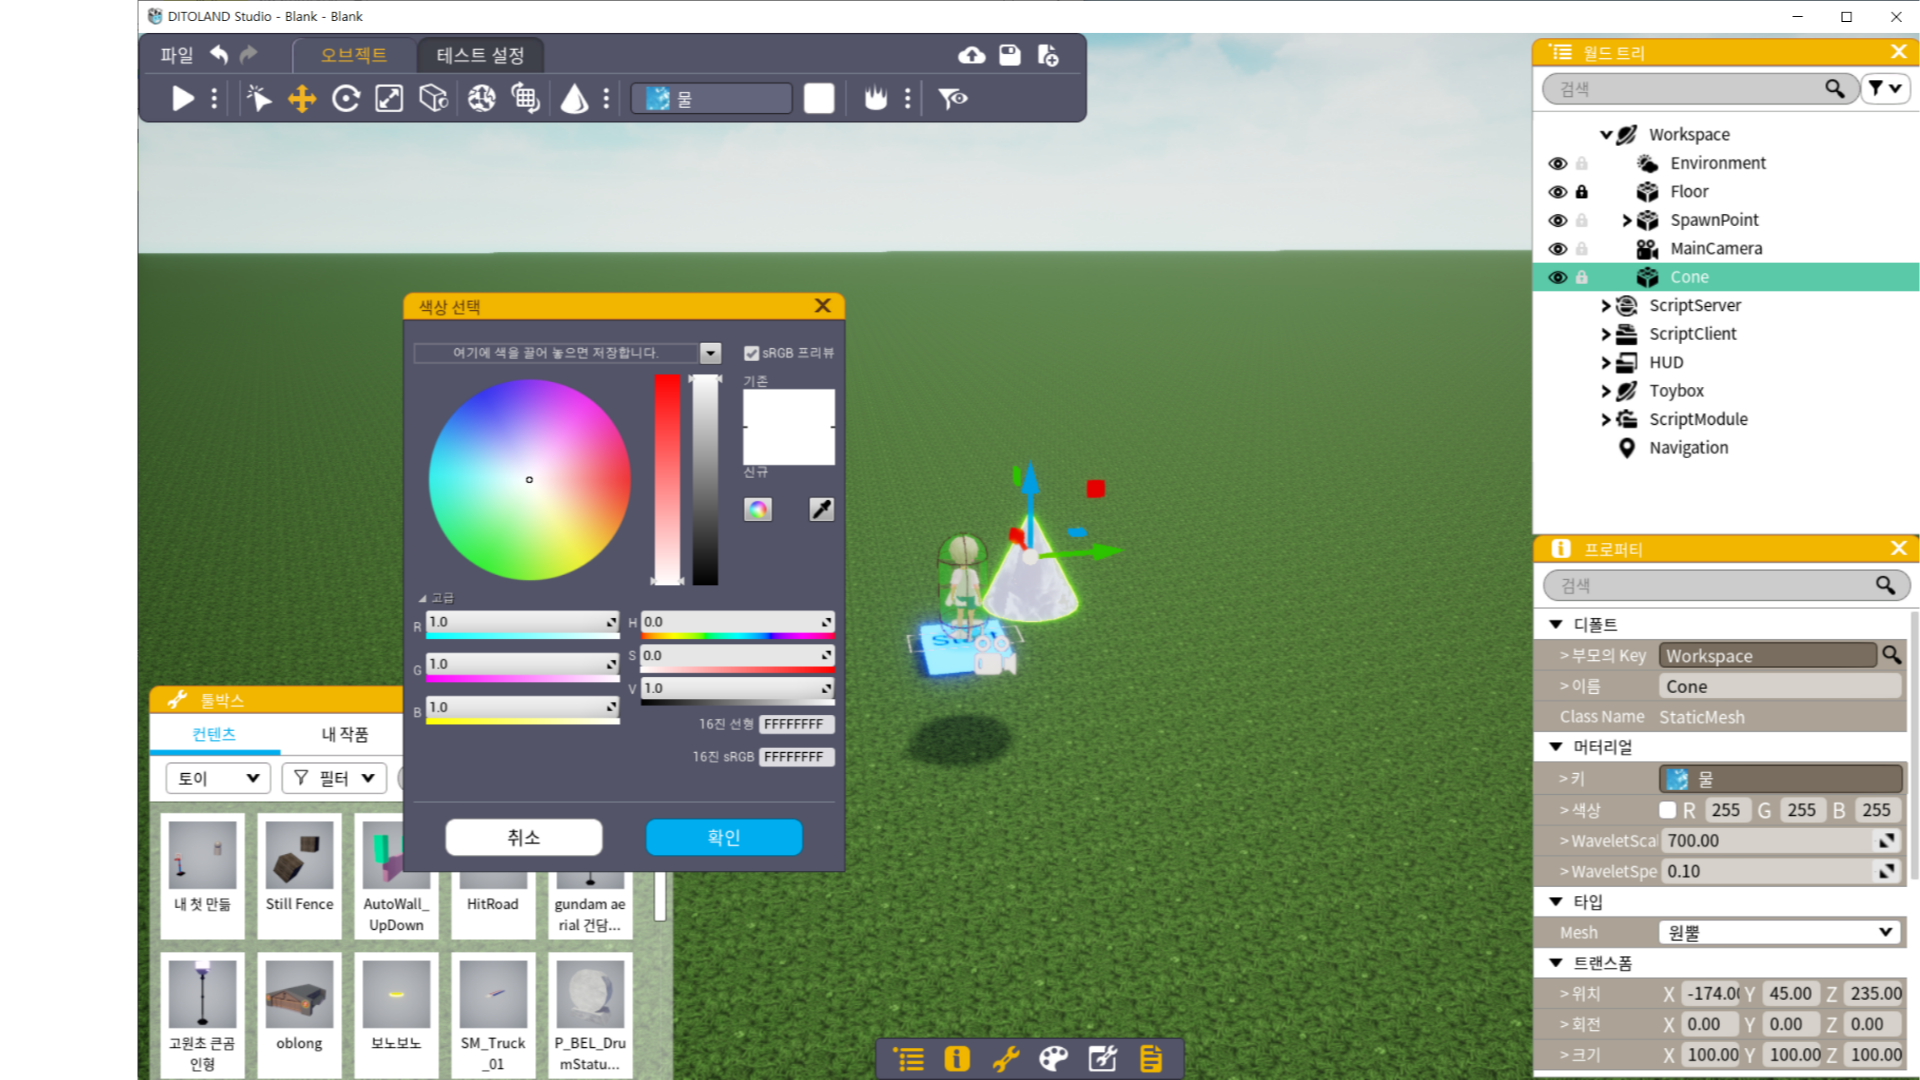 DITOLAND Studio - Blank - Blank
파일
오브젝트
테스트 설정
물
월드 트리
검색
Workspace
Environment
Floor
SpawnPoint
MainCamera
Cone
ScriptServer
ScriptClient
HUD
Toybox
ScriptModule
Navigation
색상 선택
여기에 색을 끌어 놓으면 저장합니다.
sRGB 프리뷰
기존
신규
고급
R 1.0
H 0.0
G 1.0
S 0.0
B 1.0
V 1.0
16진 선형 FFFFFFFF
16진 sRGB FFFFFFFF
취소
확인
툴박스
컨텐츠
내 작품
토이
필터
내 첫 만듦
Still Fence
AutoWall_
UpDown
HitRoad
gundam ae
rial 건담...
고원초 큰곰
인형
oblong
보노보노
SM_Truck
_01
P_BEL_Dru
mStatu...
프로퍼티
검색
디폴트
> 부모의 Key Workspace
> 이름 Cone
Class Name StaticMesh
머터리얼
> 키 물
> 색상 R 255 G 255 B 255
> WaveletSca 700.00
> WaveletSpe 0.10
타입
Mesh 원뿔
트랜스폼
> 위치 X -174.00 Y 45.00 Z 235.00
> 회전 X 0.00 Y 0.00 Z 0.00
> 크기 X 100.00 Y 100.00 Z 100.00